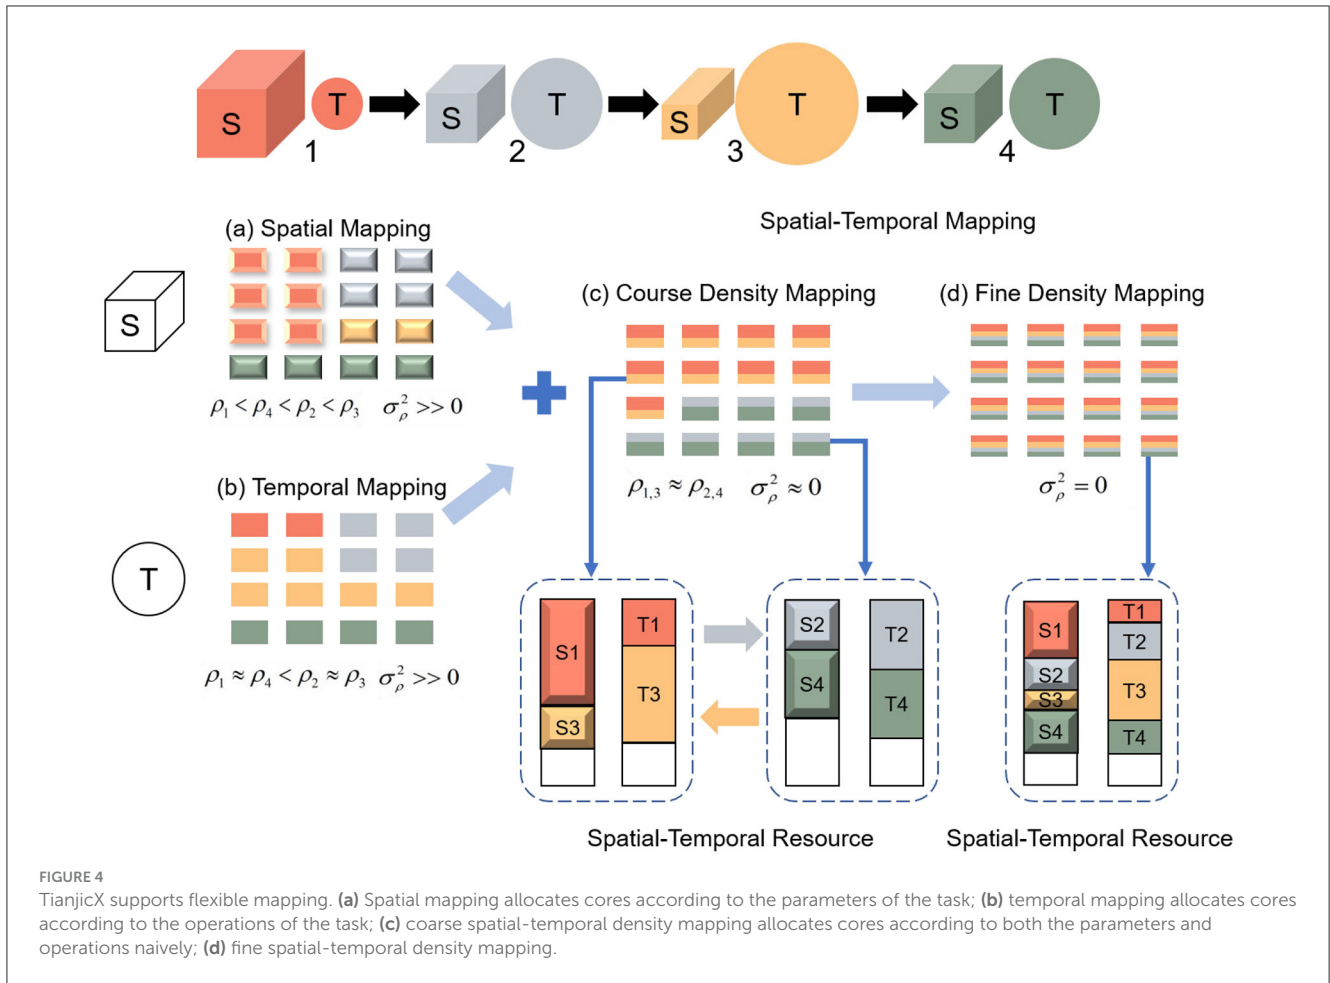 S T S T S T S T
1 2 3 4
(a) Spatial Mapping
Spatial-Temporal Mapping
S
ρ₁ < ρ₄ < ρ₂ < ρ₃ σ²ᵨ >> 0
(b) Temporal Mapping
T
ρ₁ ≈ ρ₄ < ρ₂ ≈ ρ₃ σ²ᵨ >> 0
(c) Course Density Mapping
ρ₁,₃ ≈ ρ₂,₄ σ²ᵨ ≈ 0
(d) Fine Density Mapping
σ²ᵨ = 0
S1
S3
T1
T3
S2
S4
T2
T4
Spatial-Temporal Resource
S1
S2
S3
S4
T1
T2
T3
T4
Spatial-Temporal Resource
FIGURE 4
TianjicX supports flexible mapping. (a) Spatial mapping allocates cores according to the parameters of the task; (b) temporal mapping allocates cores
according to the operations of the task; (c) coarse spatial-temporal density mapping allocates cores according to both the parameters and
operations naively; (d) fine spatial-temporal density mapping.